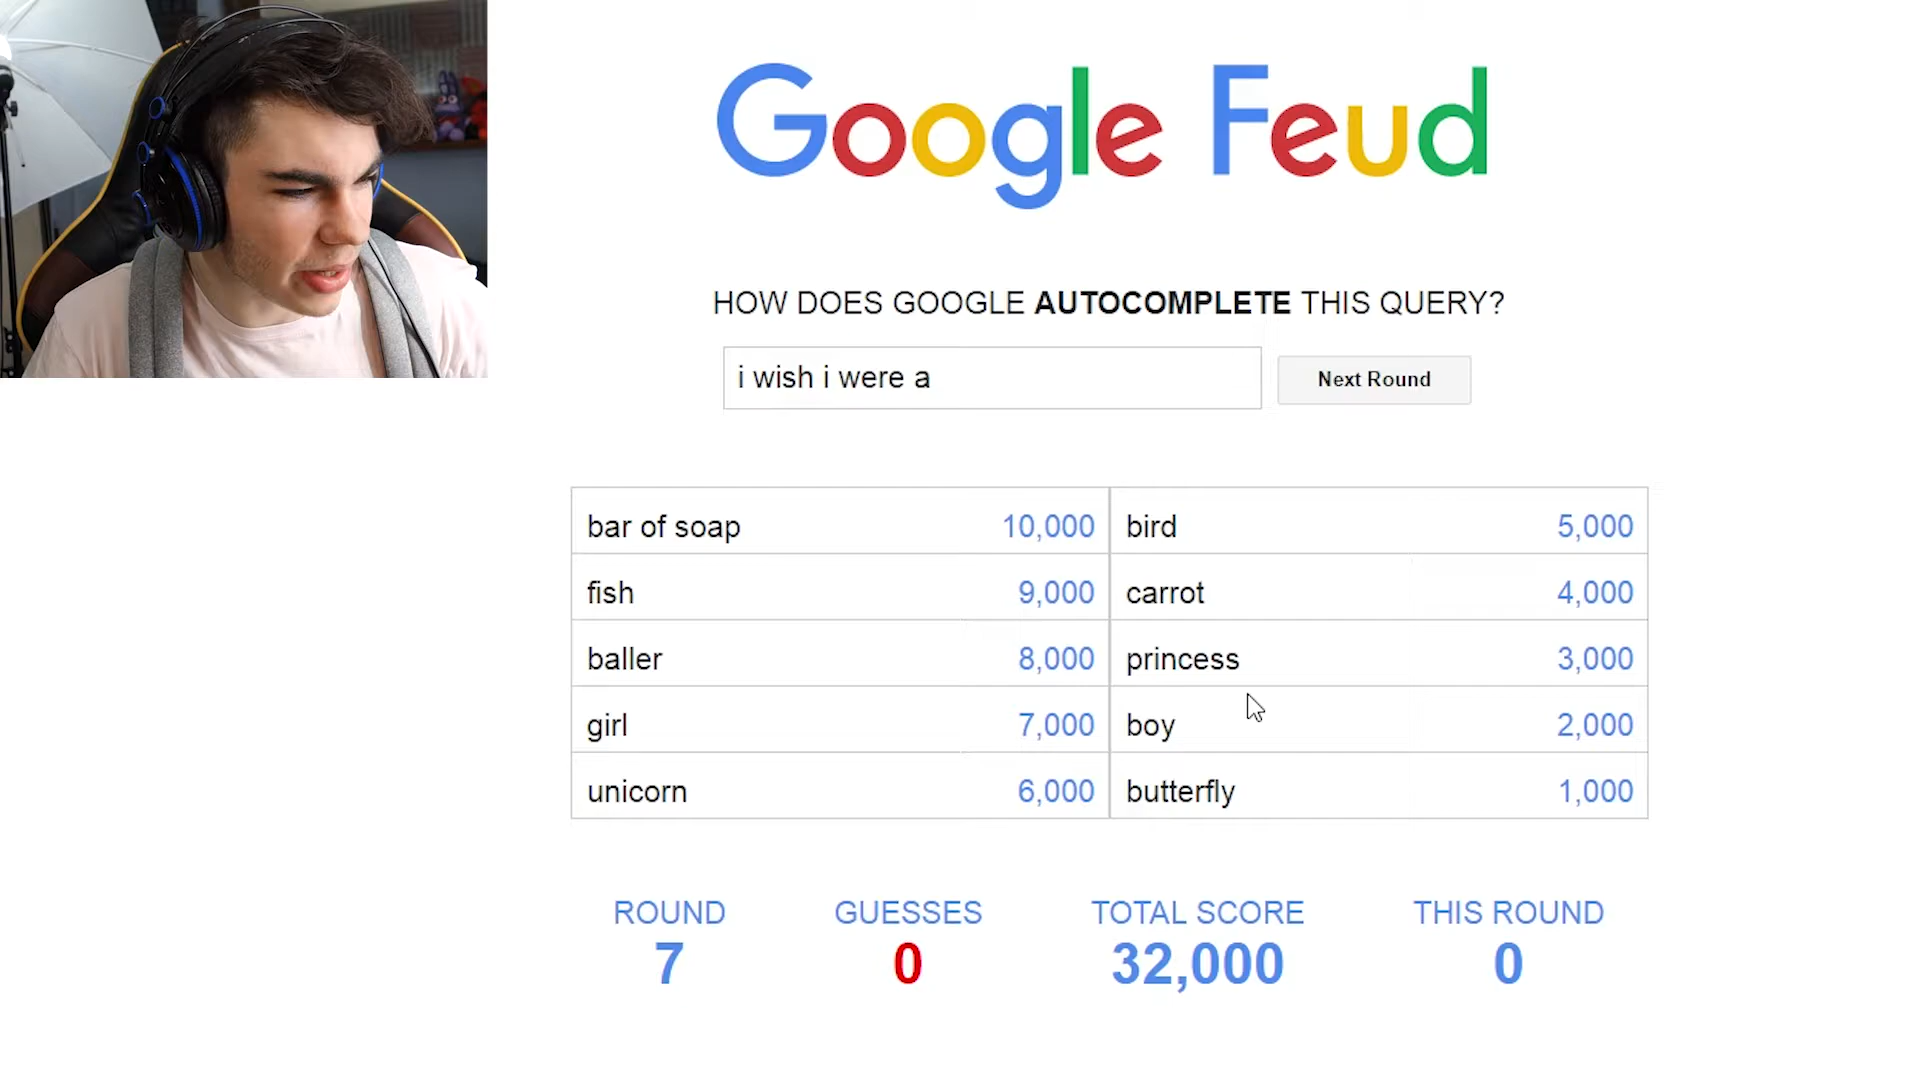 Google Feud
HOW DOES GOOGLE AUTOCOMPLETE THIS QUERY?
i wish i were a
Next Round
bar of soap 10,000 bird 5,000
fish 9,000 carrot 4,000
baller 8,000 princess 3,000
girl 7,000 boy 2,000
unicorn 6,000 butterfly 1,000
ROUND GUESSES TOTAL SCORE THIS ROUND
7 0 32,000 0